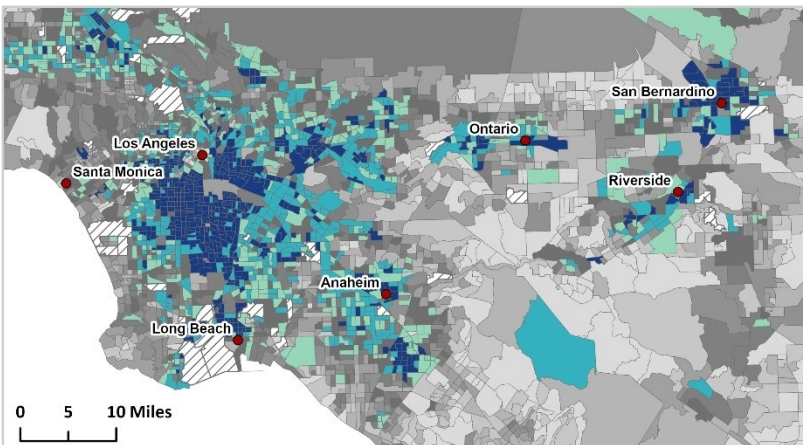 San Bernardino
Ontario
Los Angeles
Santa Monica
Riverside
Anaheim
Long Beach
0 5 10 Miles